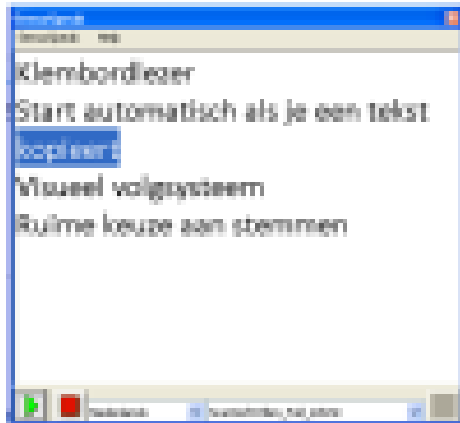 Klembordlezer
Start automatisch als je een tekst
kopieert
Visueel volgsysteem
Ruime keuze aan stemmen